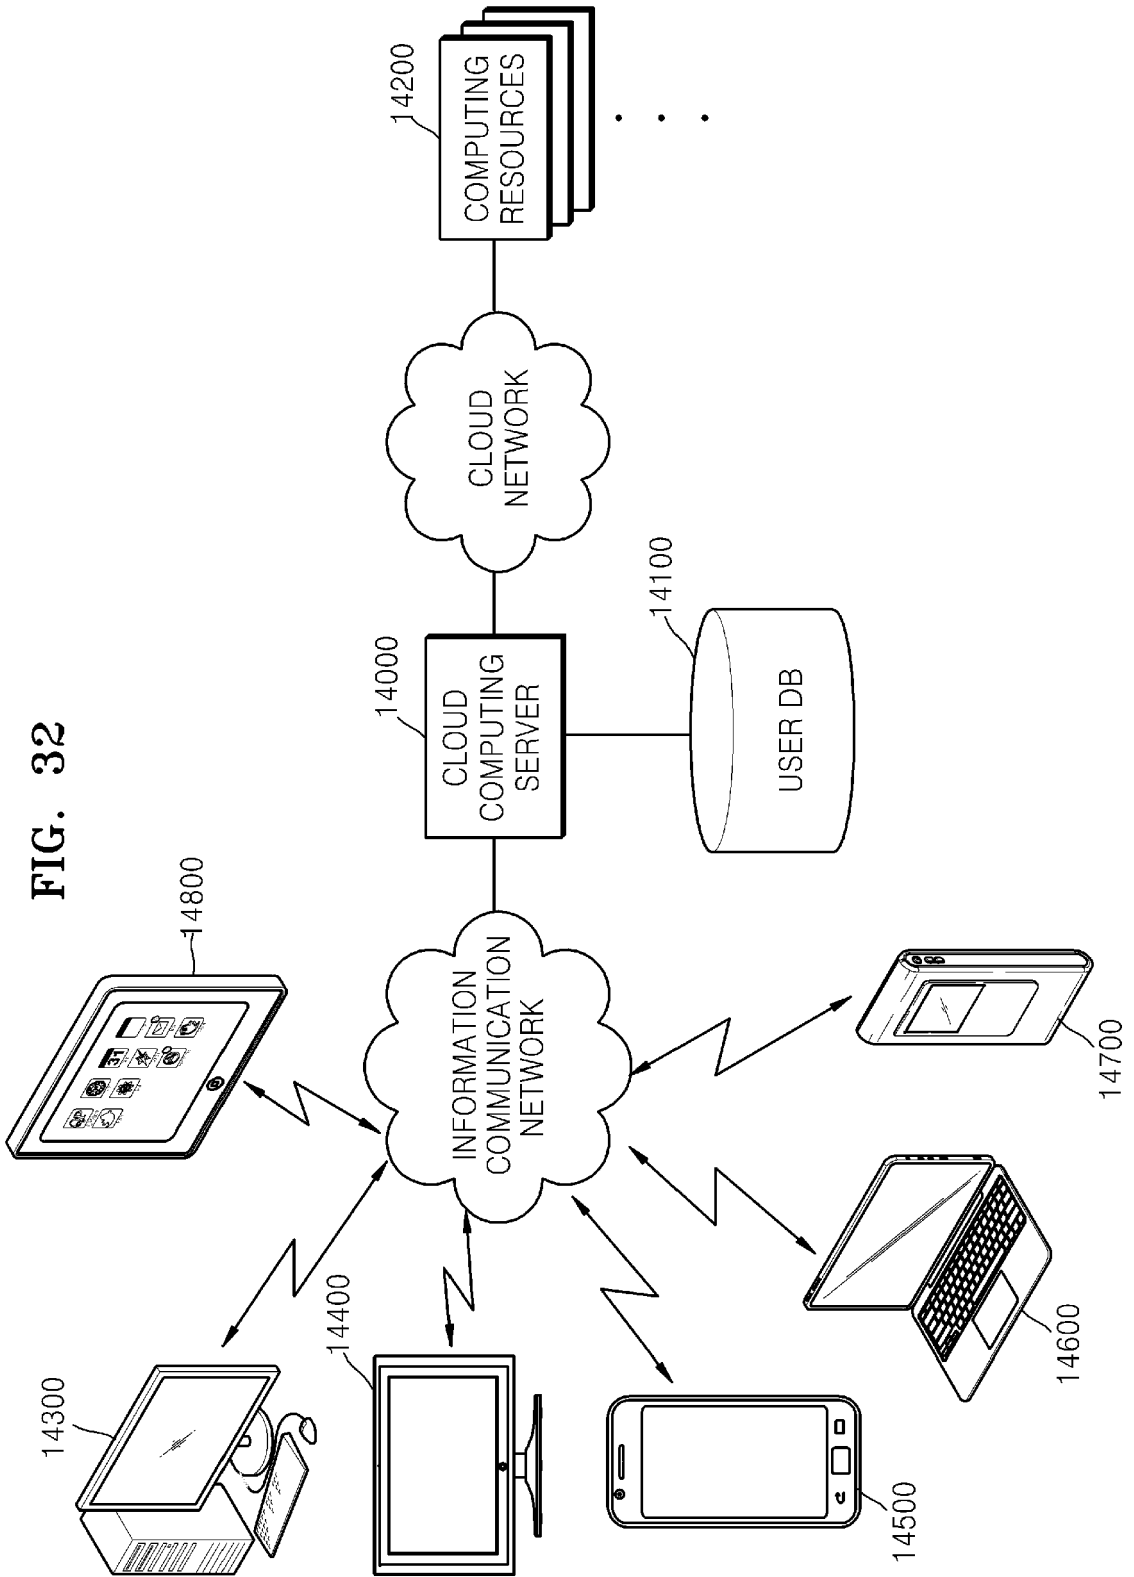 FIG. 32
14800
14300
14400
14500
14600
14700
INFORMATION
COMMUNICATION
NETWORK
14000
CLOUD
COMPUTING
SERVER
14100
USER DB
CLOUD
NETWORK
14200
COMPUTING
RESOURCES
31